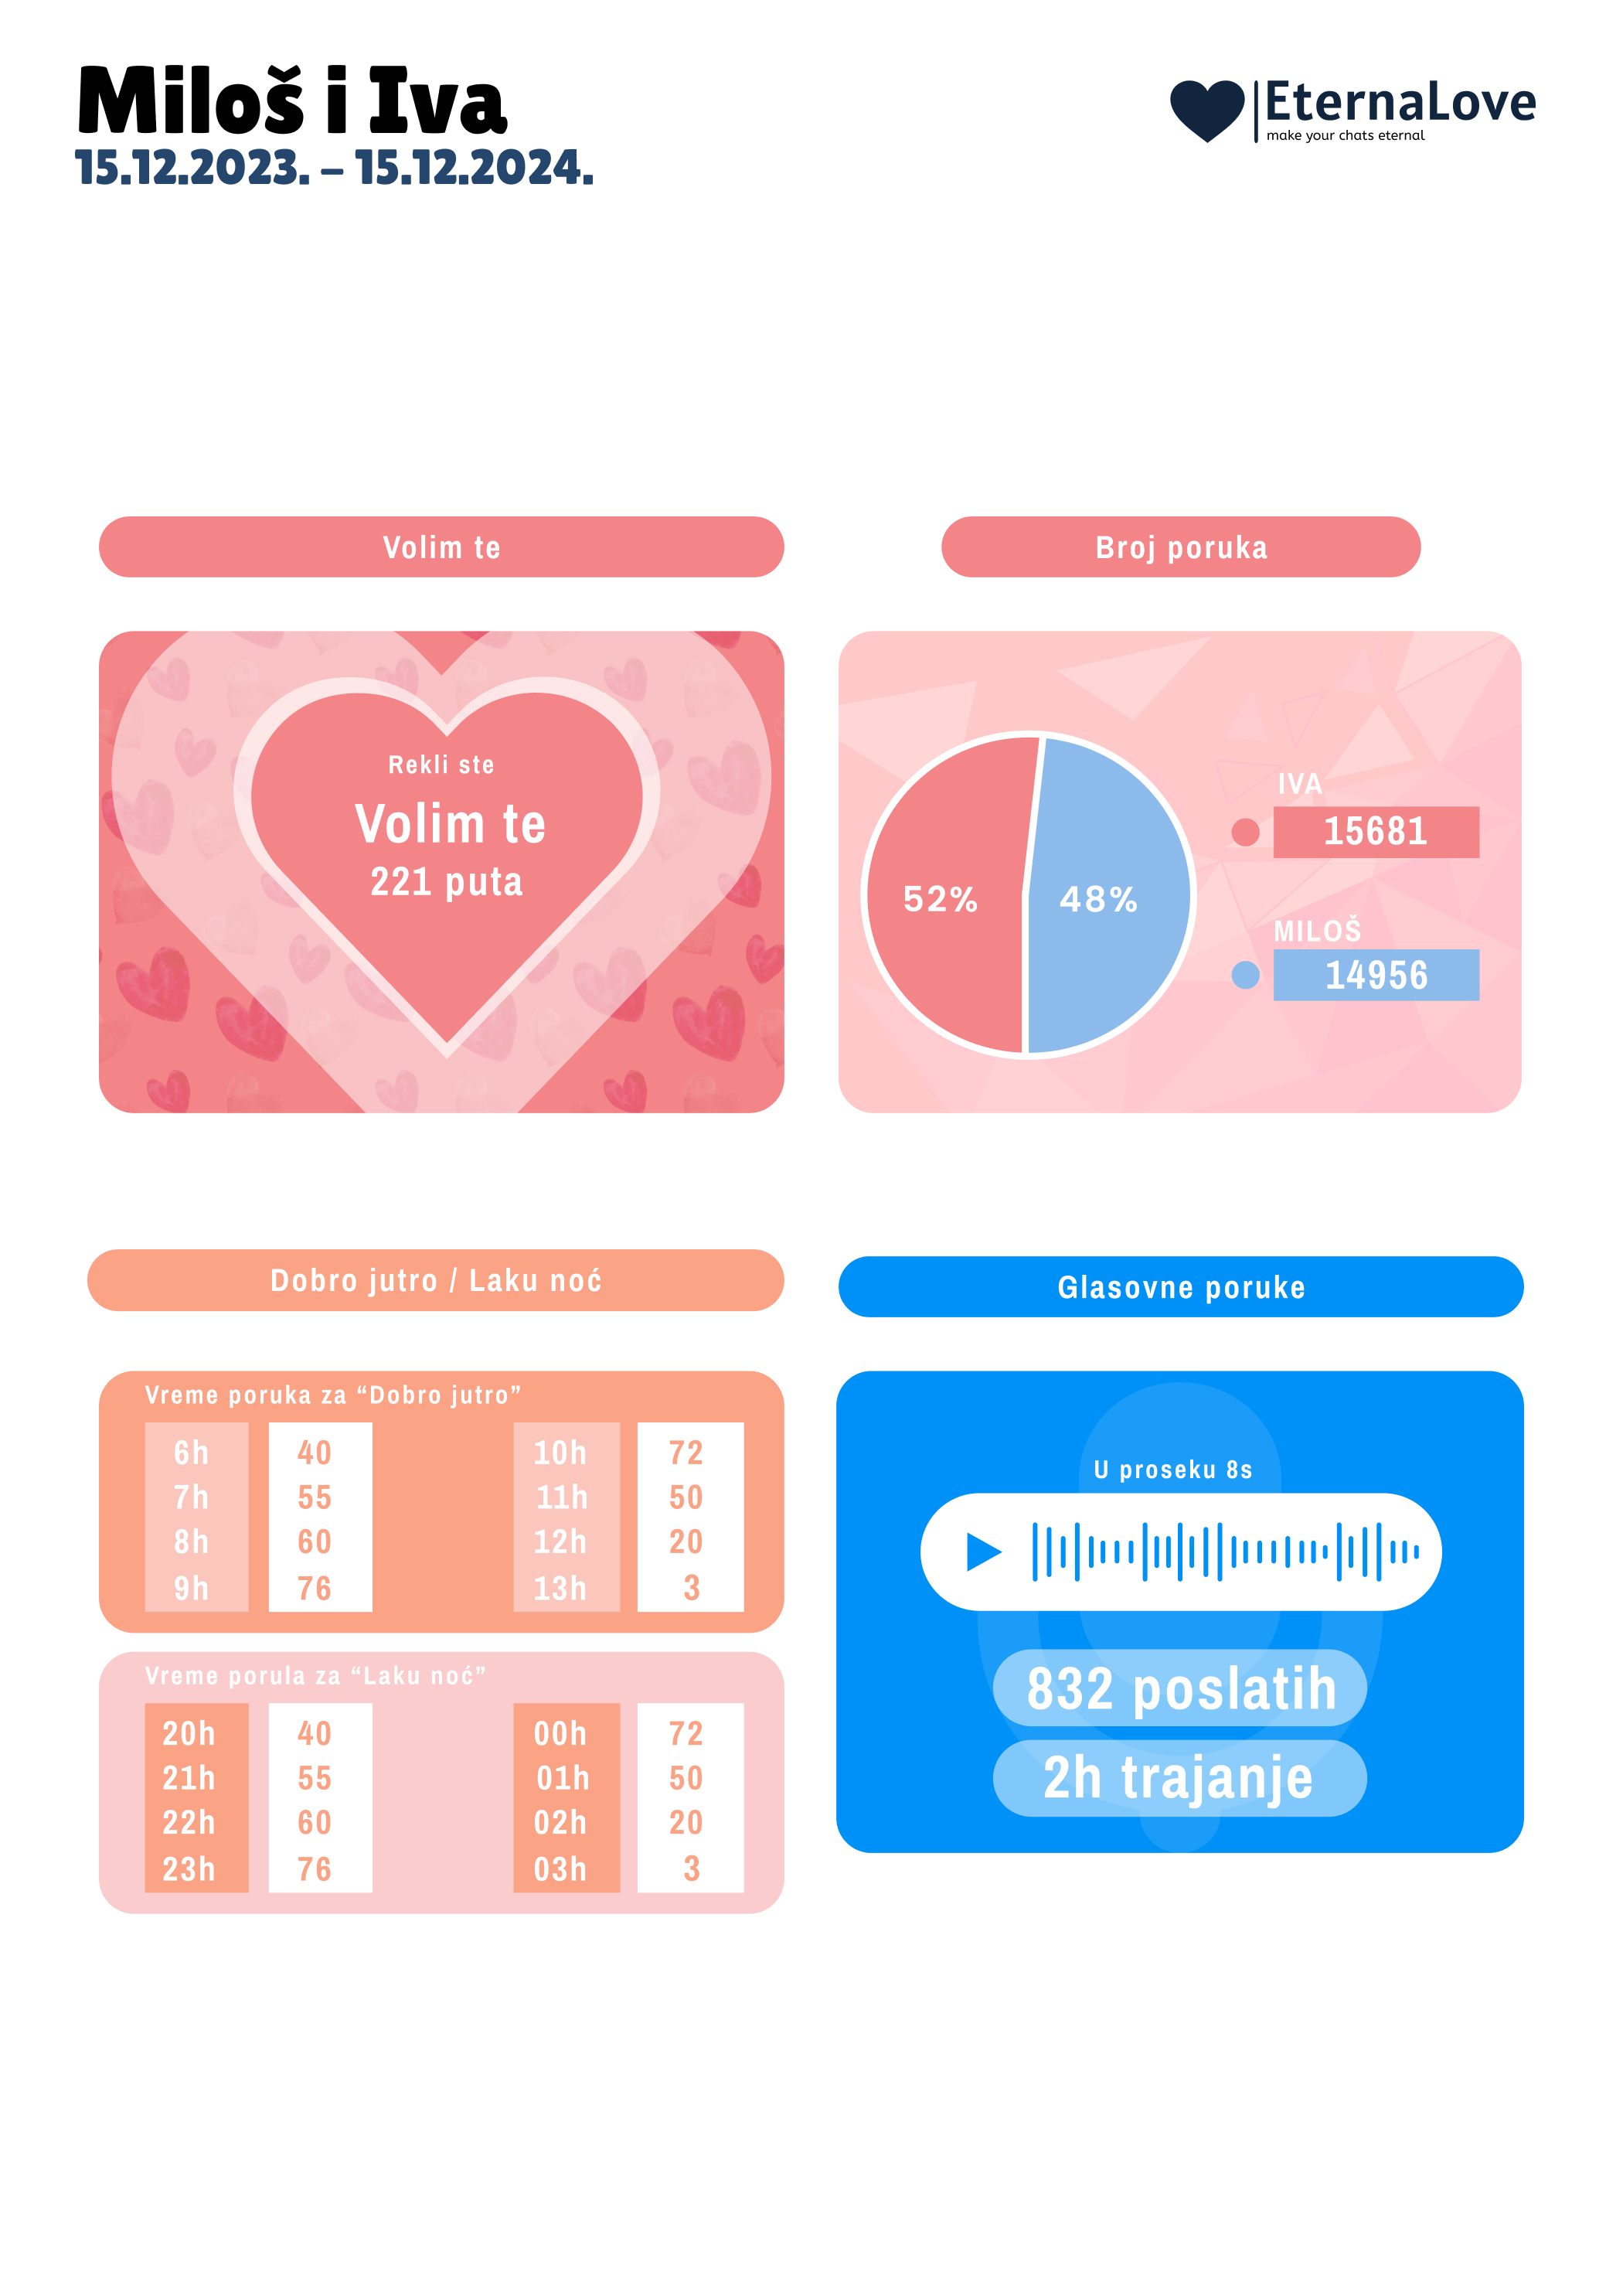 Miloš i Iva
15.12.2023. – 15.12.2024.
EternaLove
make your chats eternal
Volim te
Rekli ste
Volim te
221 puta
Broj poruka
52%
48%
IVA
15681
MILOŠ
14956
Dobro jutro / Laku noć
Vreme poruka za “Dobro jutro”
6h 40 10h 72
7h 55 11h 50
8h 60 12h 20
9h 76 13h 3
Vreme porula za “Laku noć”
20h 40 00h 72
21h 55 01h 50
22h 60 02h 20
23h 76 03h 3
Glasovne poruke
U proseku 8s
832 poslatih
2h trajanje